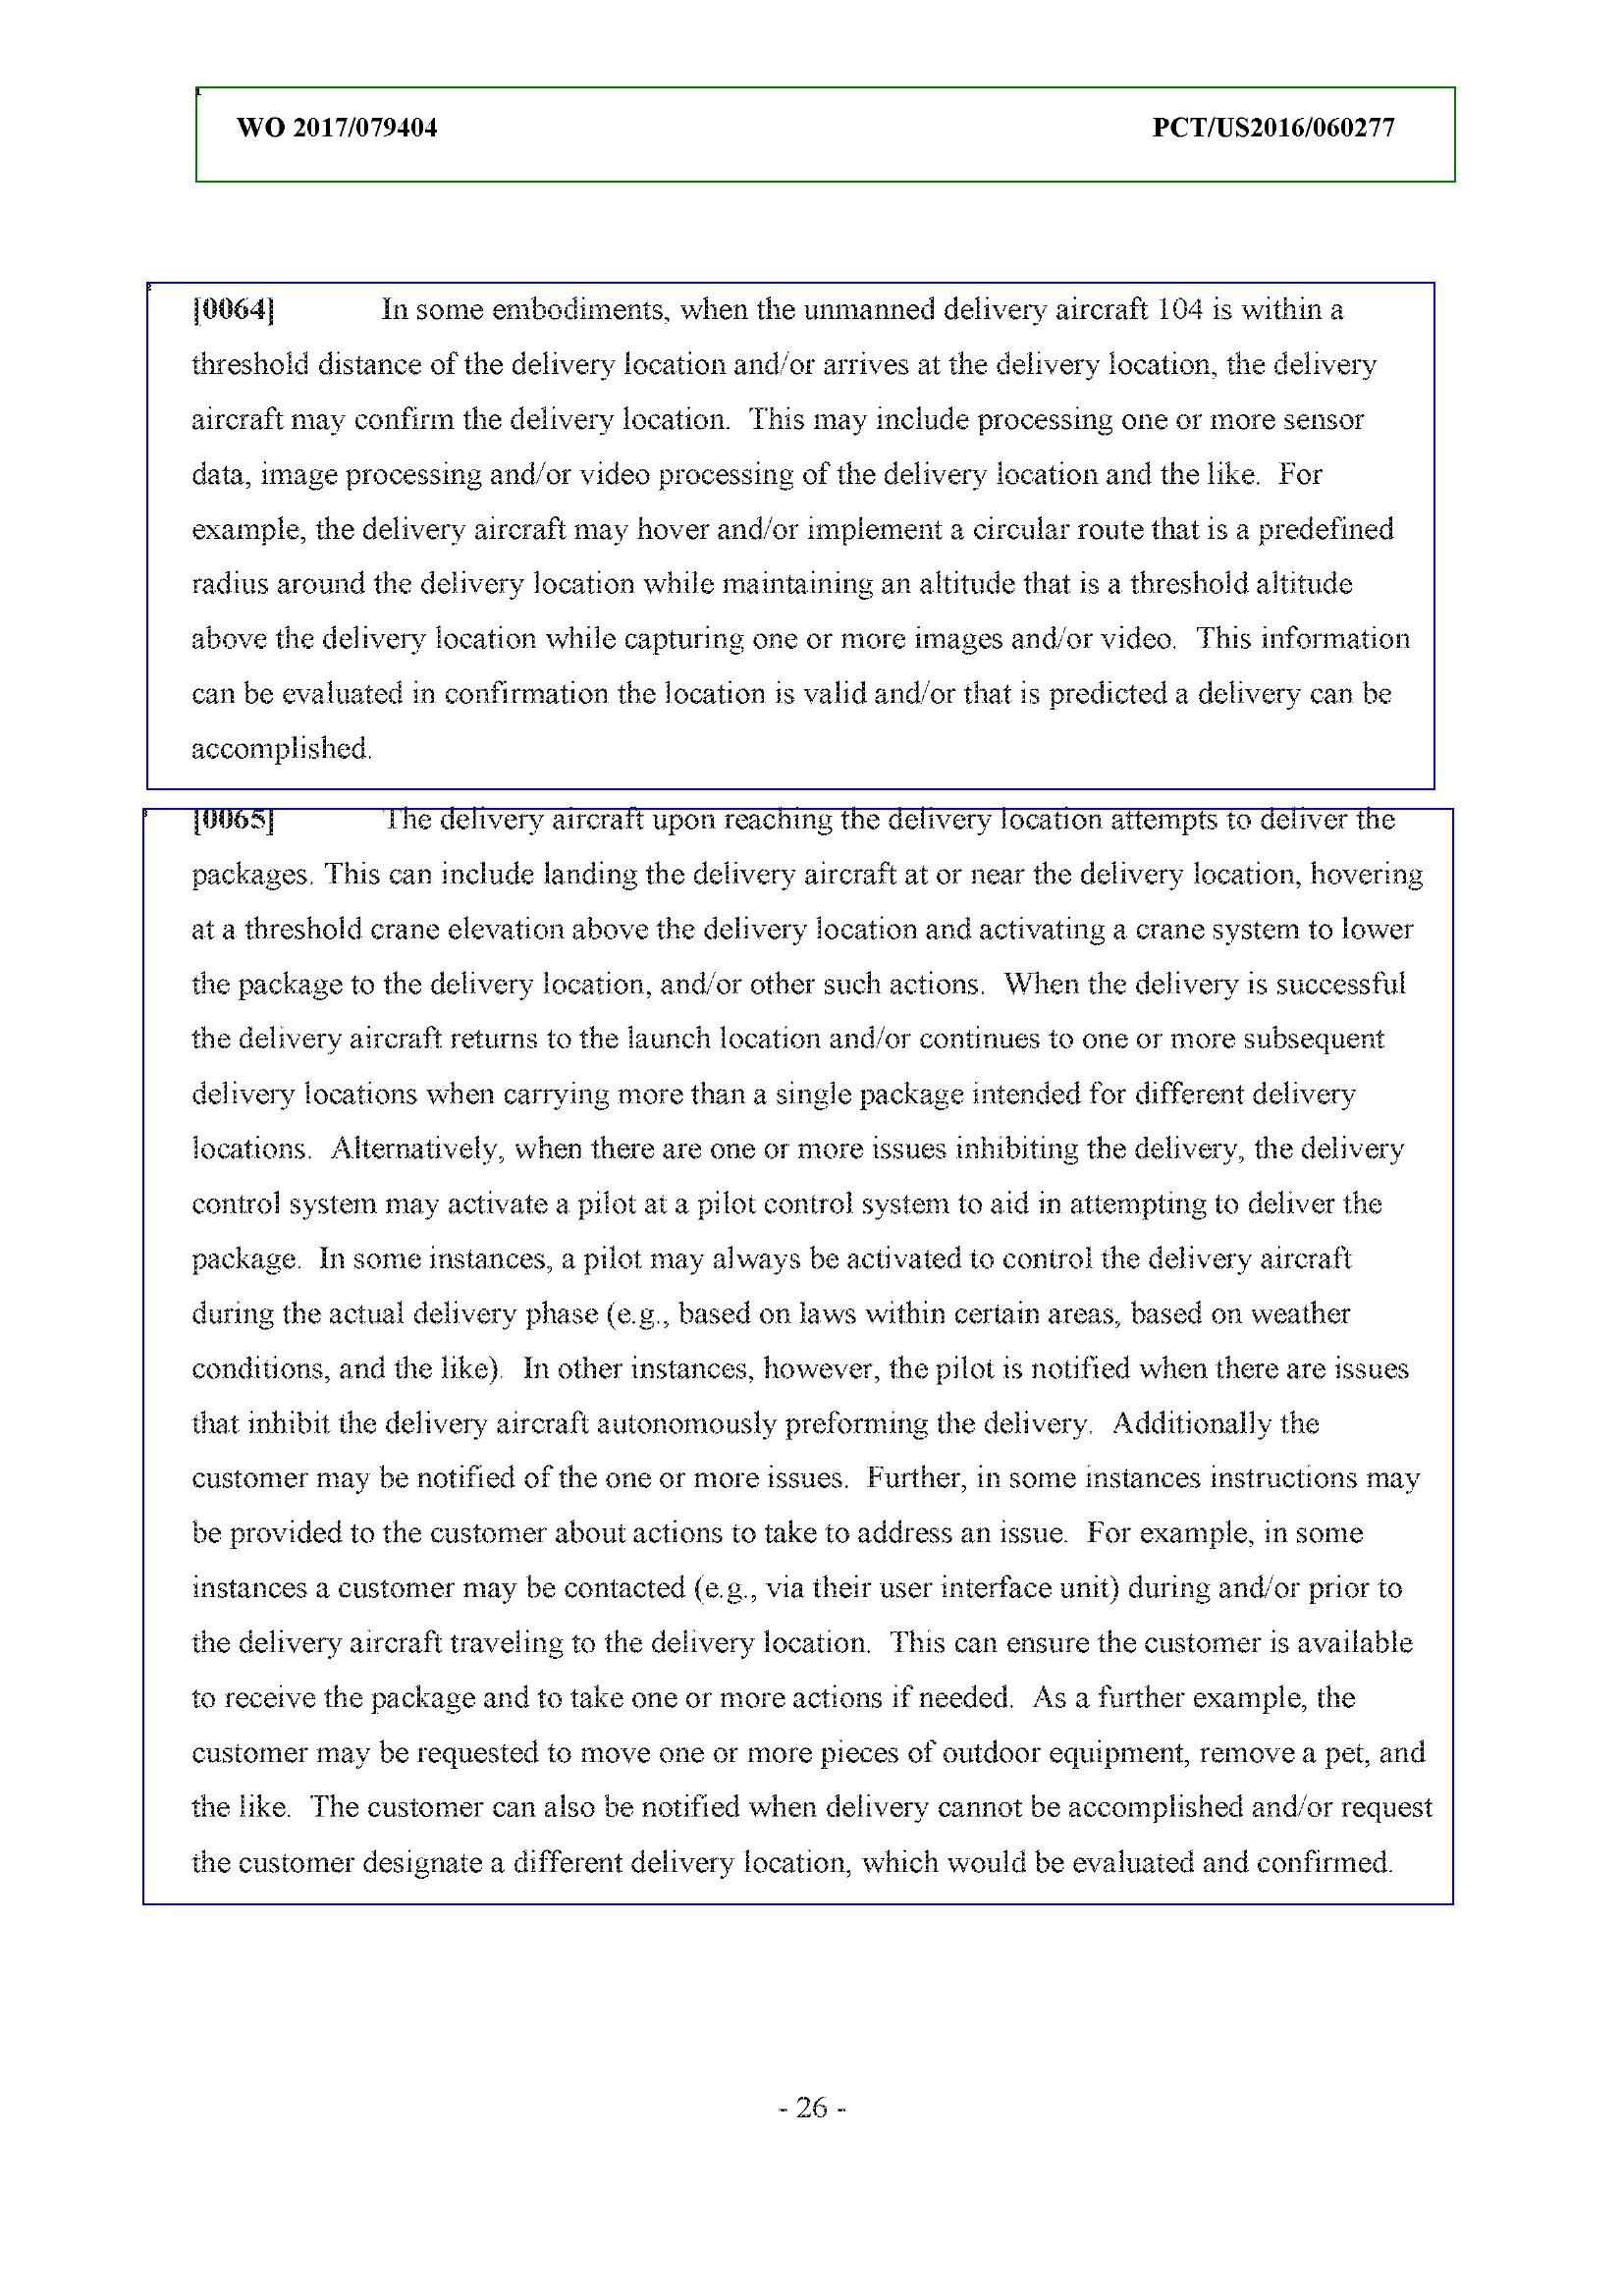 WO 2017/079404 PCT/US2016/060277
[0064] In some embodiments, when the unmanned delivery aircraft 104 is within a
threshold distance of the delivery location and/or arrives at the delivery location, the delivery
aircraft may confirm the delivery location. This may include processing one or more sensor
data, image processing and/or video processing of the delivery location and the like. For
example, the delivery aircraft may hover and/or implement a circular route that is a predefined
radius around the delivery location while maintaining an altitude that is a threshold altitude
above the delivery location while capturing one or more images and/or video. This information
can be evaluated in confirmation the location is valid and/or that is predicted a delivery can be
accomplished.
[0065] The delivery aircraft upon reaching the delivery location attempts to deliver the
packages. This can include landing the delivery aircraft at or near the delivery location, hovering
at a threshold crane elevation above the delivery location and activating a crane system to lower
the package to the delivery location, and/or other such actions. When the delivery is successful
the delivery aircraft returns to the launch location and/or continues to one or more subsequent
delivery locations when carrying more than a single package intended for different delivery
locations. Alternatively, when there are one or more issues inhibiting the delivery, the delivery
control system may activate a pilot at a pilot control system to aid in attempting to deliver the
package. In some instances, a pilot may always be activated to control the delivery aircraft
during the actual delivery phase (e.g., based on laws within certain areas, based on weather
conditions, and the like). In other instances, however, the pilot is notified when there are issues
that inhibit the delivery aircraft autonomously preforming the delivery. Additionally the
customer may be notified of the one or more issues. Further, in some instances instructions may
be provided to the customer about actions to take to address an issue. For example, in some
instances a customer may be contacted (e.g., via their user interface unit) during and/or prior to
the delivery aircraft traveling to the delivery location. This can ensure the customer is available
to receive the package and to take one or more actions if needed. As a further example, the
customer may be requested to move one or more pieces of outdoor equipment, remove a pet, and
the like. The customer can also be notified when delivery cannot be accomplished and/or request
the customer designate a different delivery location, which would be evaluated and confirmed.
- 26 -